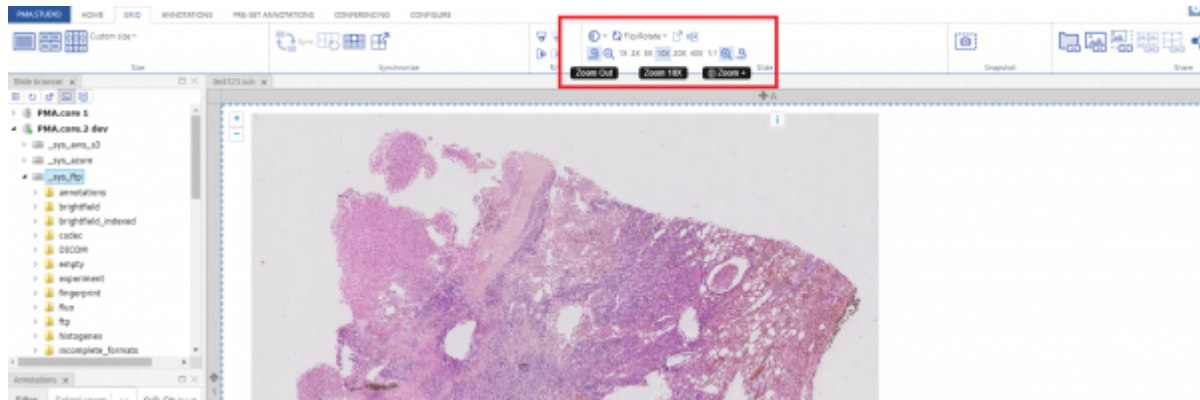 PMA.STUDIO HOME GRID ANNOTATIONS PRE-SET ANNOTATIONS CONFERENCING CONFIGURE
Custom size
Sync
Flip/Rotate
1X 2X 5X 10X 20X 40X 1:1
Size Synchronise Slide Snapshot Share
Zoom Out Zoom 10X Zoom +
Slide browser x
test123.scn x
A
PMA.core 1
PMA.core.2 dev
_sys_aws_s3
_sys_azure
_sys_ftp
annotations
brightfield
brightfield_indexed
codec
DICOM
empty
experiment
fingerprint
fluo
ftp
histogenes
incomplete_formats
Annotations x
Filter